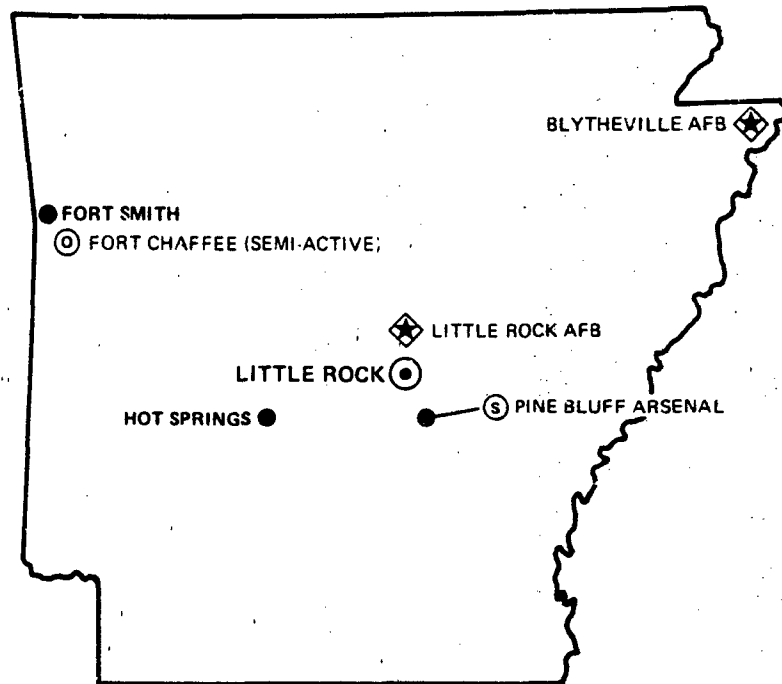 BLYTHEVILLE AFB
FORT SMITH
O FORT CHAFFEE (SEMI-ACTIVE)
LITTLE ROCK AFB
LITTLE ROCK
HOT SPRINGS
S PINE BLUFF ARSENAL